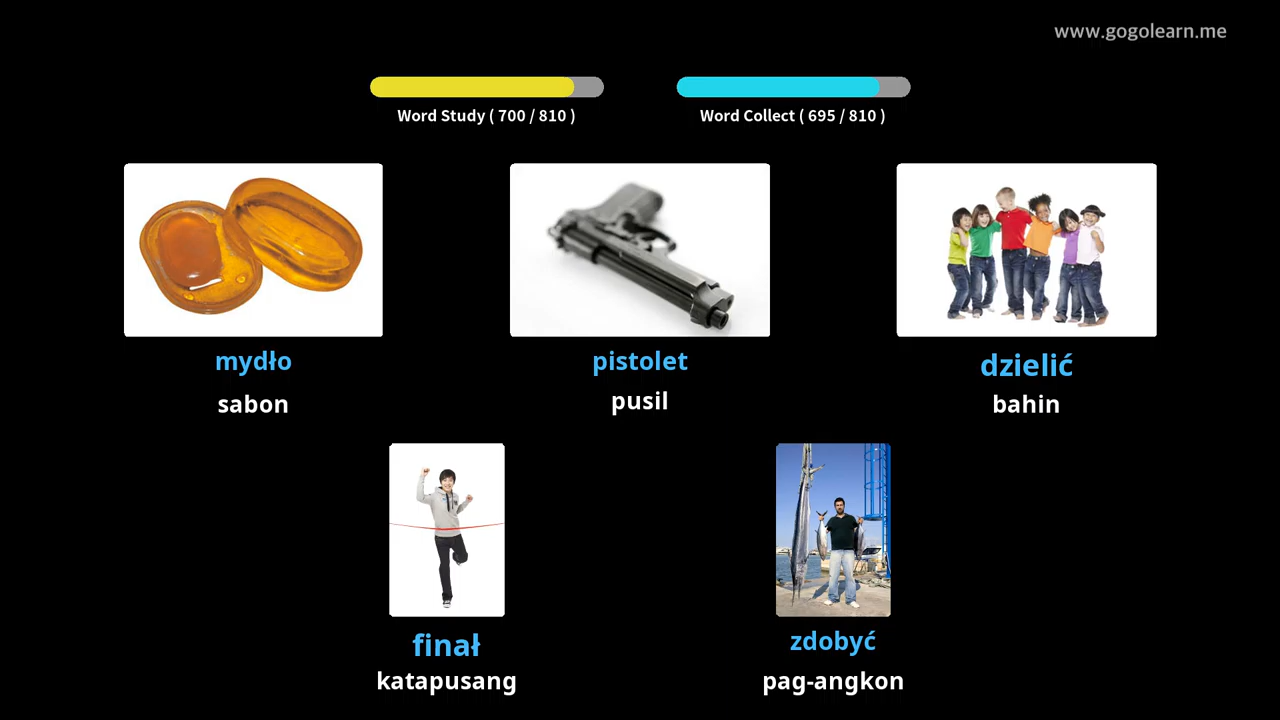 www.gogolearn.me
Word Study ( 700 / 810 )
Word Collect ( 695 / 810 )
mydło
pistolet
dzielić
sabon
pusil
bahin
finał
zdobyć
katapusang
pag-angkon